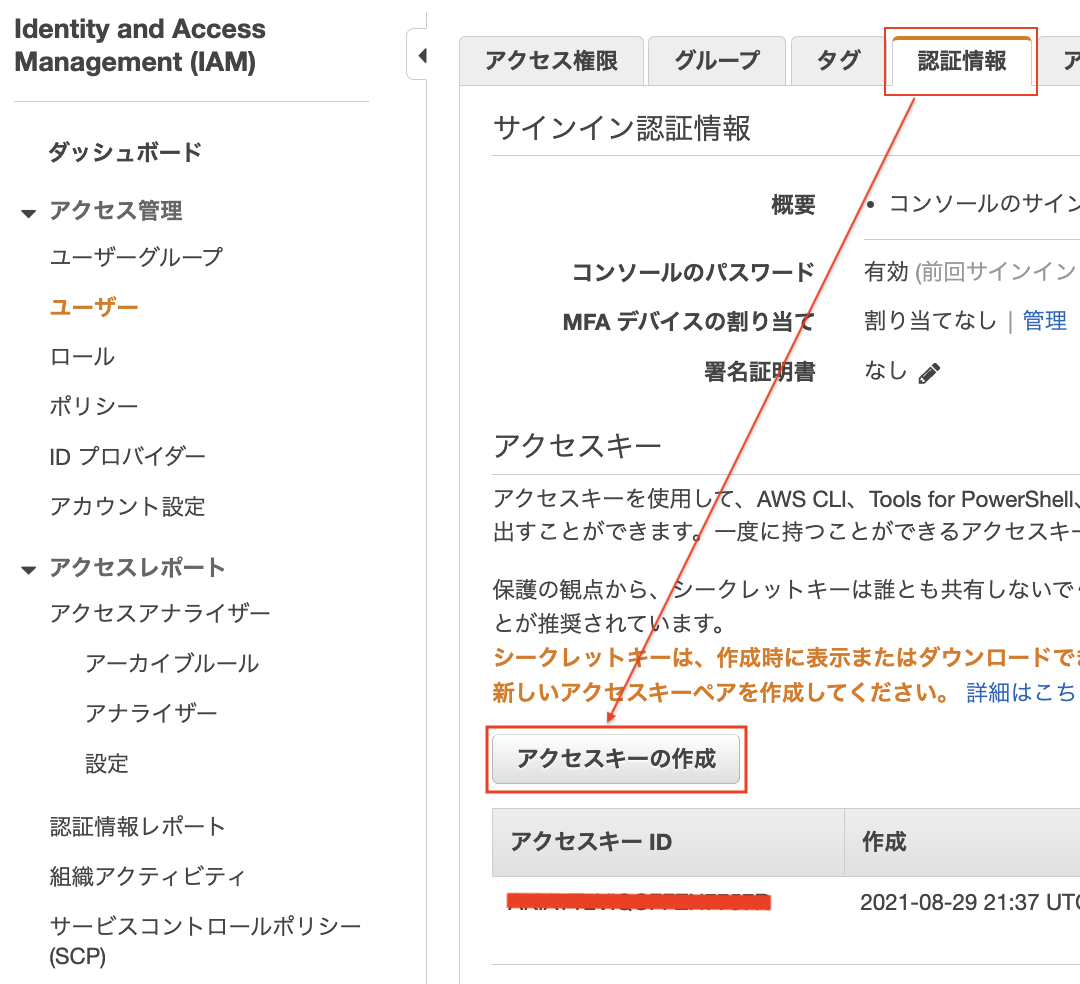 Identity and Access
Management (IAM)
ダッシュボード
アクセス管理
ユーザーグループ
ユーザー
ロール
ポリシー
ID プロバイダー
アカウント設定
アクセスレポート
アクセスアナライザー
アーカイブルール
アナライザー
設定
認証情報レポート
組織アクティビティ
サービスコントロールポリシー
(SCP)
アクセス権限 グループ タグ 認証情報 ア
サインイン認証情報
概要 • コンソールのサイン
コンソールのパスワード 有効 (前回サインイン
MFA デバイスの割り当て 割り当てなし | 管理
署名証明書 なし
アクセスキー
アクセスキーを使用して、AWS CLI、Tools for PowerShell、
出すことができます。一度に持つことができるアクセスキー
保護の観点から、シークレットキーは誰とも共有しないで
とが推奨されています。
シークレットキーは、作成時に表示またはダウンロードで
新しいアクセスキーペアを作成してください。 詳細はこち
アクセスキーの作成
アクセスキー ID 作成
2021-08-29 21:37 UTC